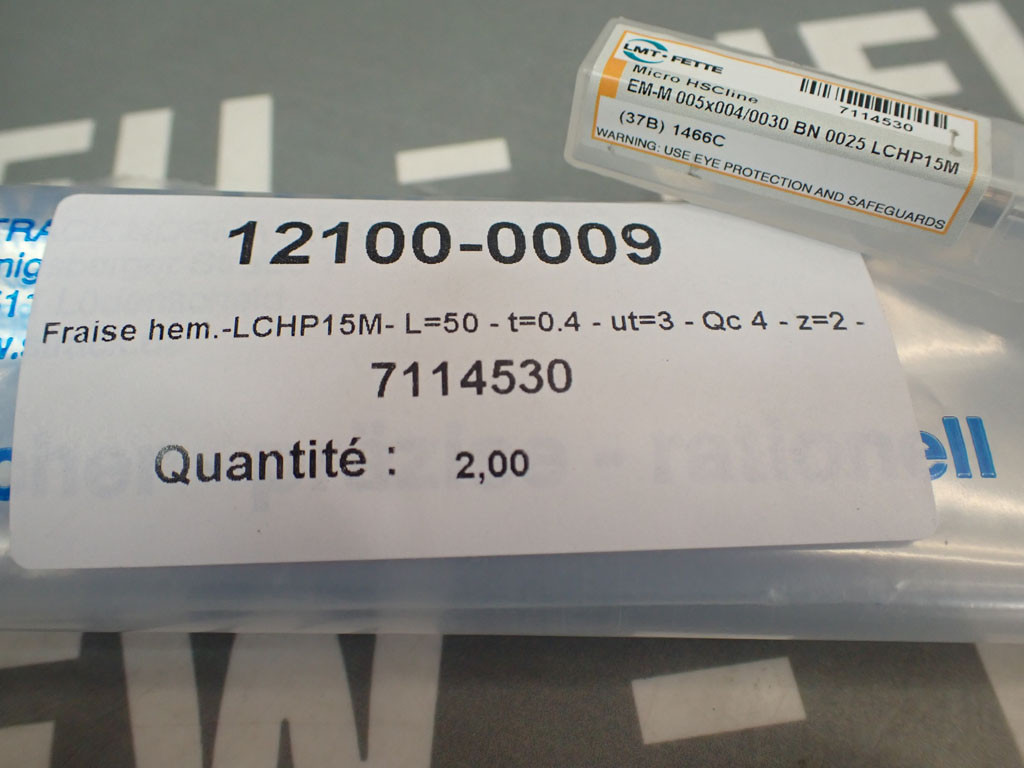 LMT-FETTE
Micro HSCline
7114530
EM-M 005x004/0030 BN 0025 LCHP15M
(37B) 1466C
WARNING: USE EYE PROTECTION AND SAFEGUARDS
12100-0009
Fraise hem.-LCHP15M- L=50 - t=0.4 - ut=3 - Qc 4 - z=2 -
7114530
Quantité : 2,00